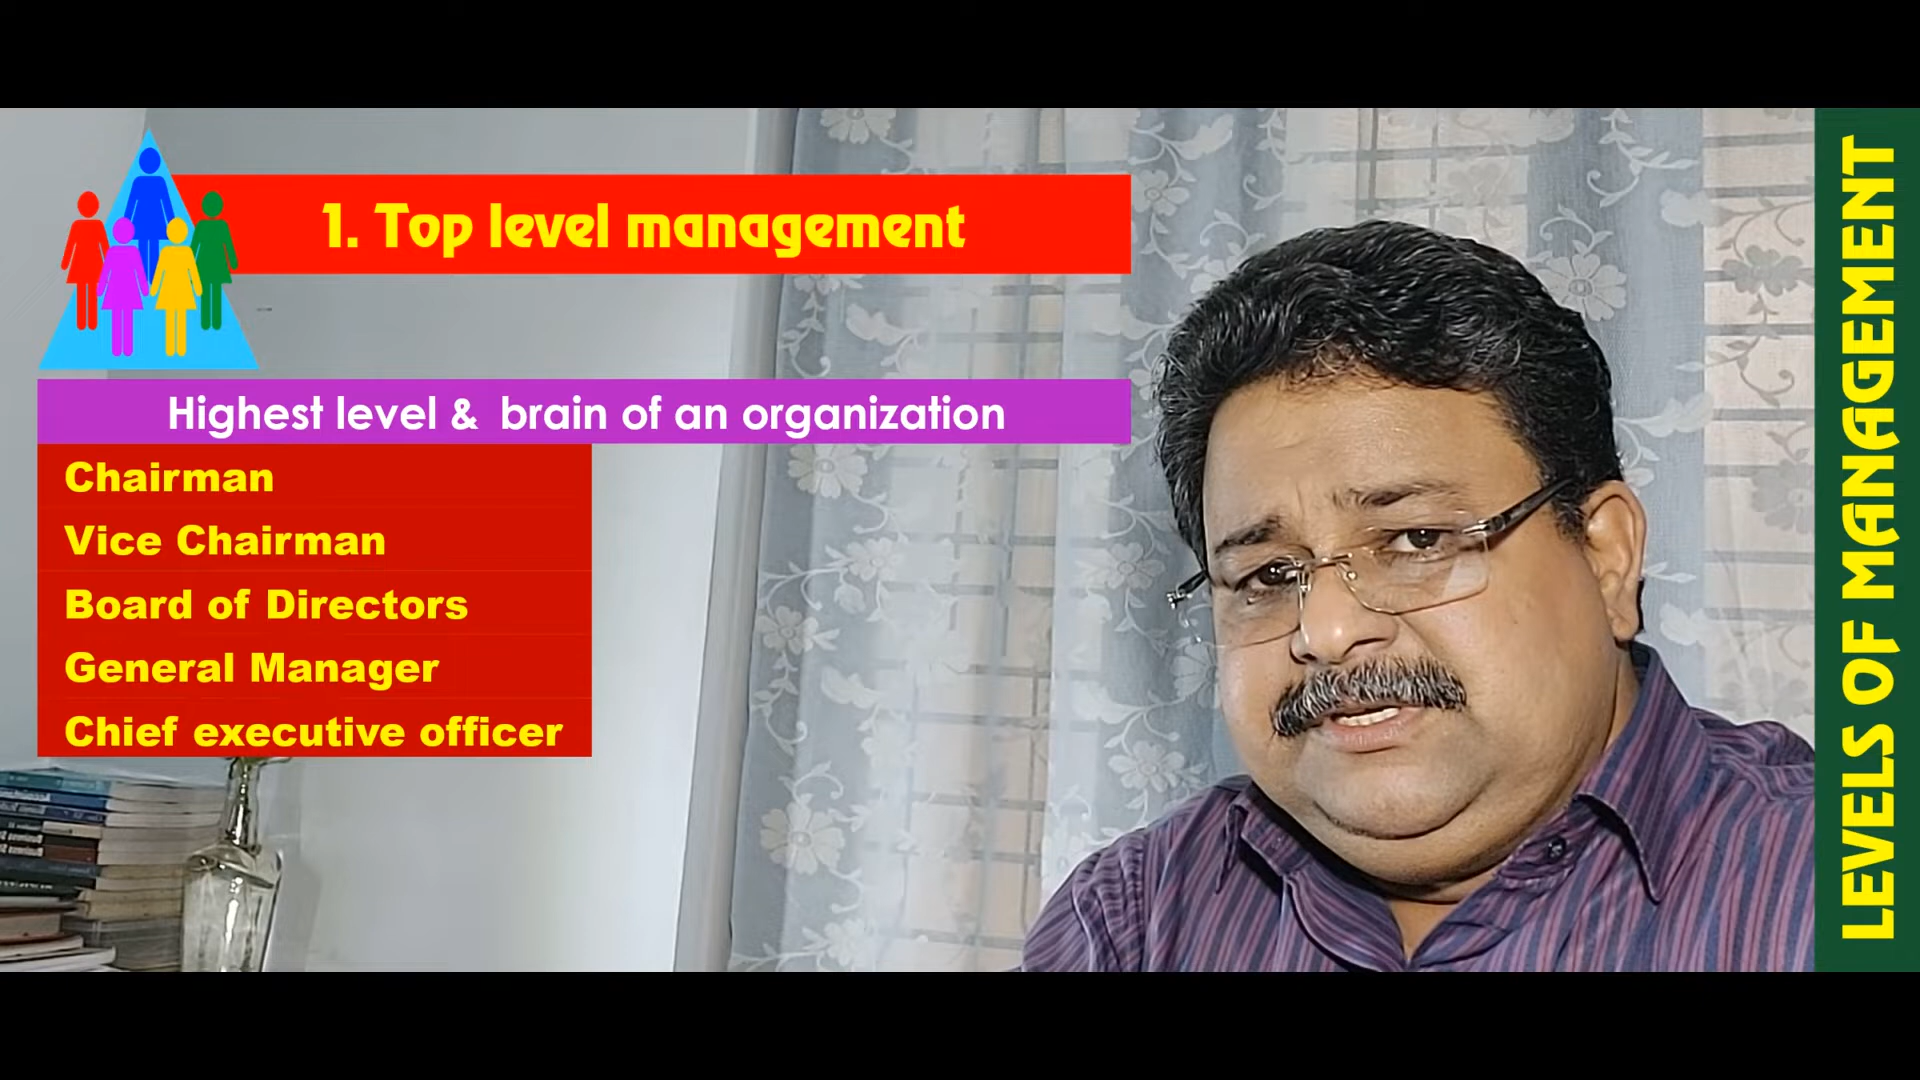 1. Top level management
Highest level & brain of an organization
Chairman
Vice Chairman
Board of Directors
General Manager
Chief executive officer
LEVELS OF MANAGEMENT